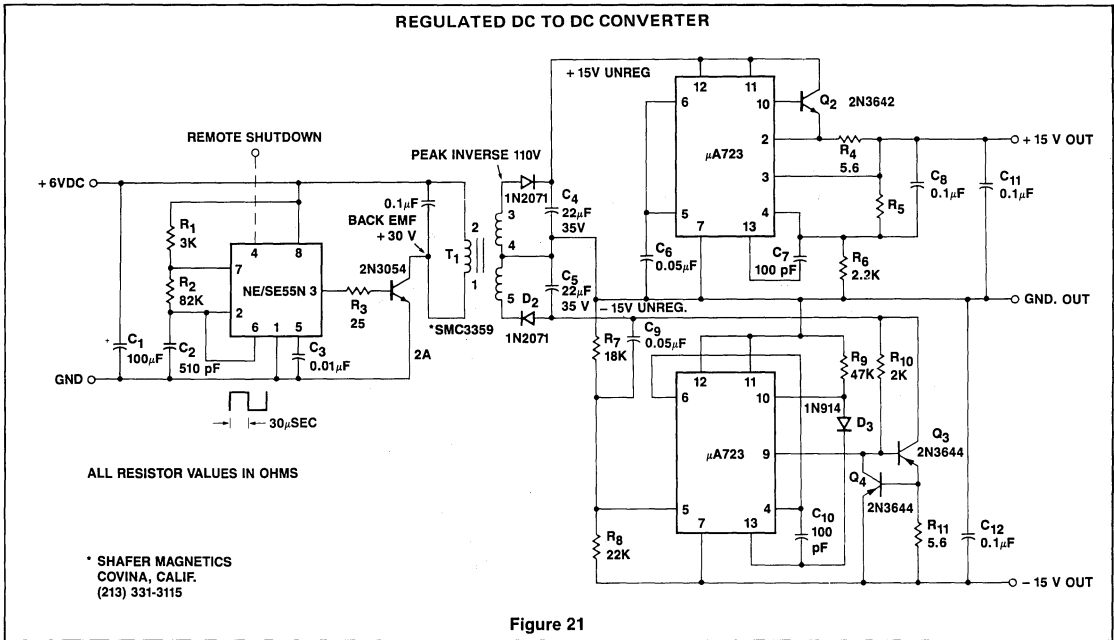 REGULATED DC TO DC CONVERTER
+ 15V UNREG
12
11
6
10
Q2
2N3642
REMOTE SHUTDOWN
2
+ 15 V OUT
PEAK INVERSE 110V
µA723
R4
5.6
+ 6VDC
1N2071
3
C8
0.1µF
C11
0.1µF
0.1µF
C4
22µF
35V
R5
R1
3K
BACK EMF
+ 30 V
2
3
5
4
4
8
T1
4
7
13
C7
100 pF
R6
2.2K
2N3054
C6
0.05µF
7
R2
82K
NE/SE55N
3
1
C5
22µF
35 V
GND. OUT
R3
25
5
D2
- 15V UNREG.
2
*SMC3359
1N2071
C9
0.05µF
C1
100µF
+
C2
510 pF
6
1
5
C3
0.01µF
2A
R7
18K
R9
47K
R10
2K
12
11
GND
6
10
1N914
D3
30µSEC
Q3
2N3644
µA723
9
ALL RESISTOR VALUES IN OHMS
Q4
2N3644
5
4
C10
100
pF
R8
22K
7
13
R11
5.6
C12
0.1µF
* SHAFER MAGNETICS
COVINA, CALIF.
(213) 331-3115
- 15 V OUT
Figure 21